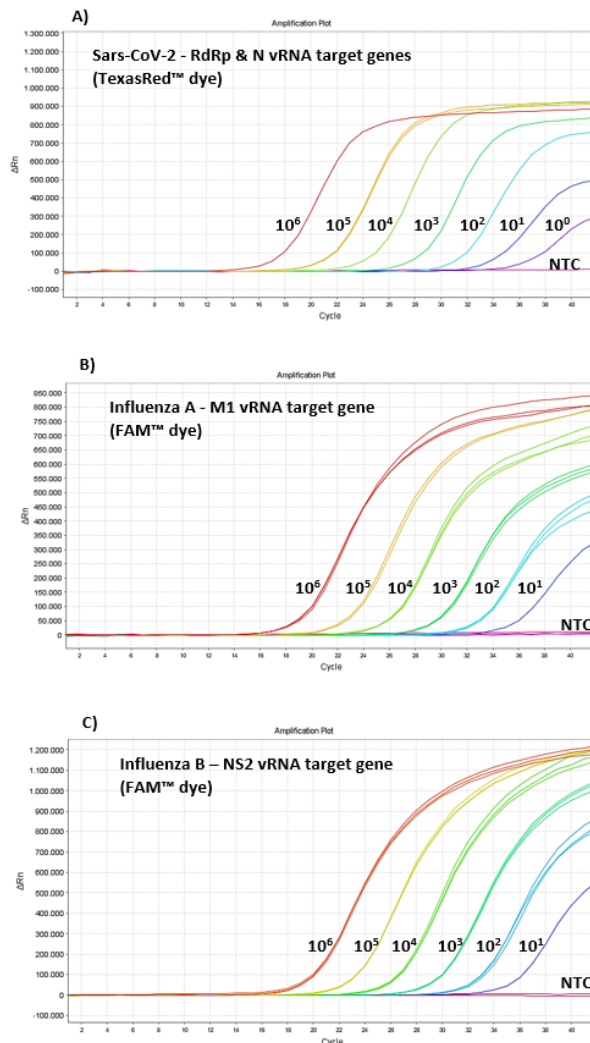 A)
Amplification Plot
Sars-CoV-2 - RdRp & N vRNA target genes
(TexasRed™ dye)
1.300.000
1.200.000
1.100.000
1.000.000
900.000
800.000
700.000
600.000
500.000
400.000
300.000
200.000
100.000
0
-100.000
ΔRn
10⁶ 10⁵ 10⁴ 10³ 10² 10¹ 10⁰
NTC
2 4 6 8 10 12 14 16 18 20 22 24 26 28 30 32 34 36 38 40
Cycle
B)
Amplification Plot
Influenza A - M1 vRNA target gene
(FAM™ dye)
950.000
900.000
850.000
800.000
750.000
700.000
650.000
600.000
550.000
500.000
450.000
400.000
350.000
300.000
250.000
200.000
150.000
100.000
50.000
0
ΔRn
10⁶ 10⁵ 10⁴ 10³ 10² 10¹
NTC
2 4 6 8 10 12 14 16 18 20 22 24 26 28 30 32 34 36 38 40
Cycle
C)
Amplification Plot
Influenza B – NS2 vRNA target gene
(FAM™ dye)
1.200.000
1.100.000
1.000.000
900.000
800.000
700.000
600.000
500.000
400.000
300.000
200.000
100.000
0
-100.000
ΔRn
10⁶ 10⁵ 10⁴ 10³ 10² 10¹
NTC
2 4 6 8 10 12 14 16 18 20 22 24 26 28 30 32 34 36 38 40
Cycle